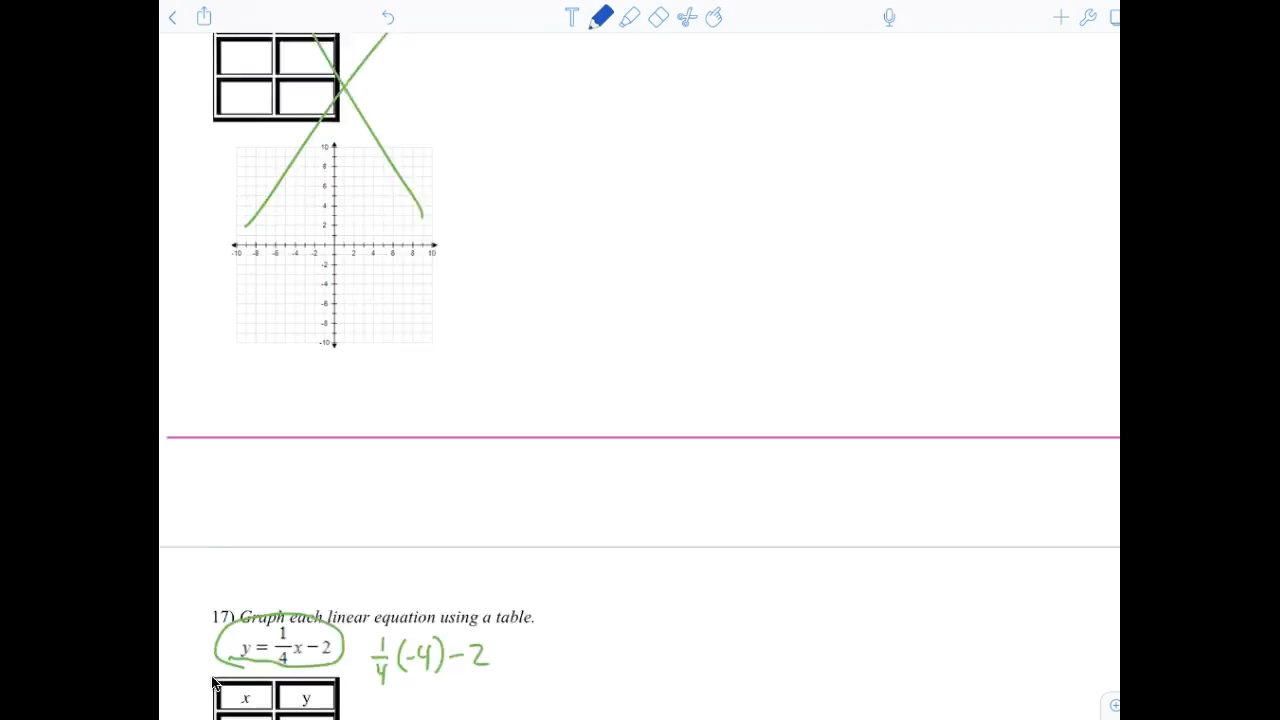 10
8
6
4
2
-10 -8 -6 -4 -2 2 4 6 8 10
-2
-4
-6
-8
-10
17) Graph each linear equation using a table.
y = 1/4 x − 2 1/4 (-4) − 2
x y